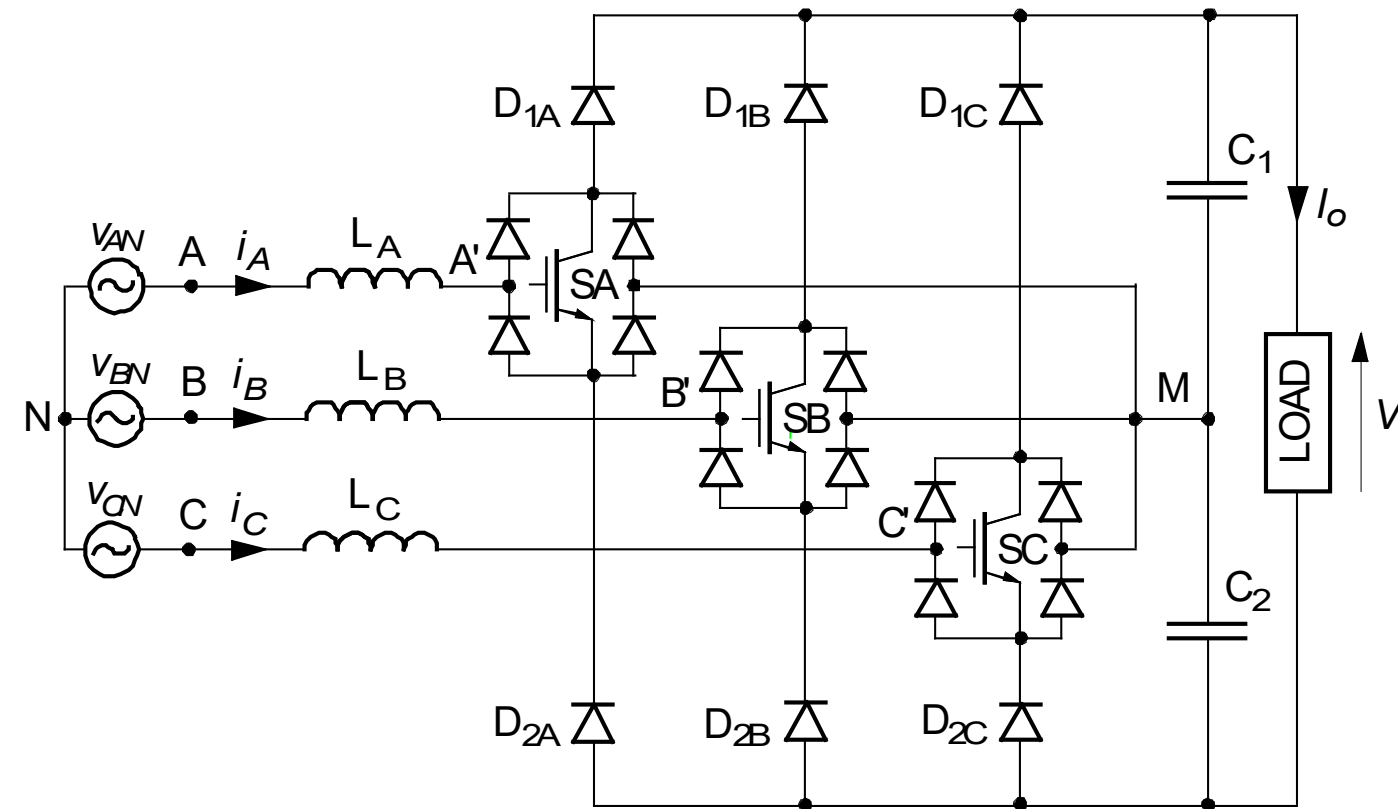 D1A D1B D1C
C1
Io
vAN A iA LA A' SA
vBN B iB LB B' SB M LOAD V
N
vCN C iC LC C' SC
C2
D2A D2B D2C